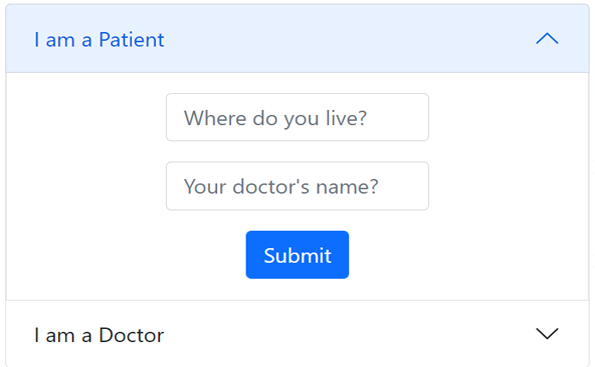 I am a Patient
Where do you live?
Your doctor's name?
Submit
I am a Doctor